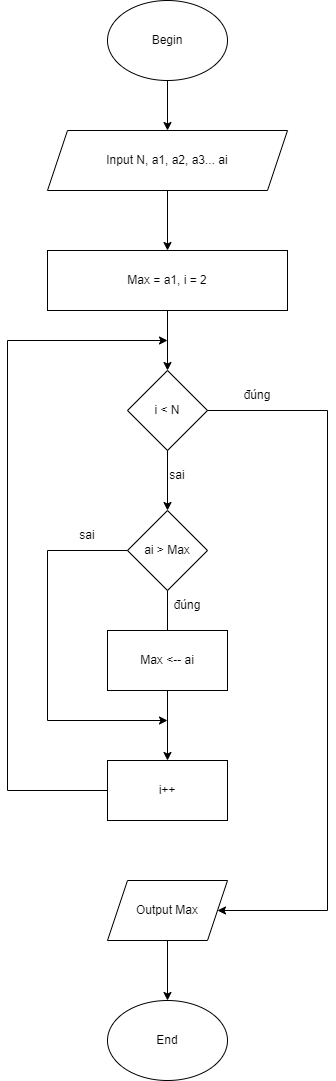 Begin
Input N, a1, a2, a3... ai
Max = a1, i = 2
i < N
đúng
sai
sai
ai > Max
đúng
Max <-- ai
i++
Output Max
End